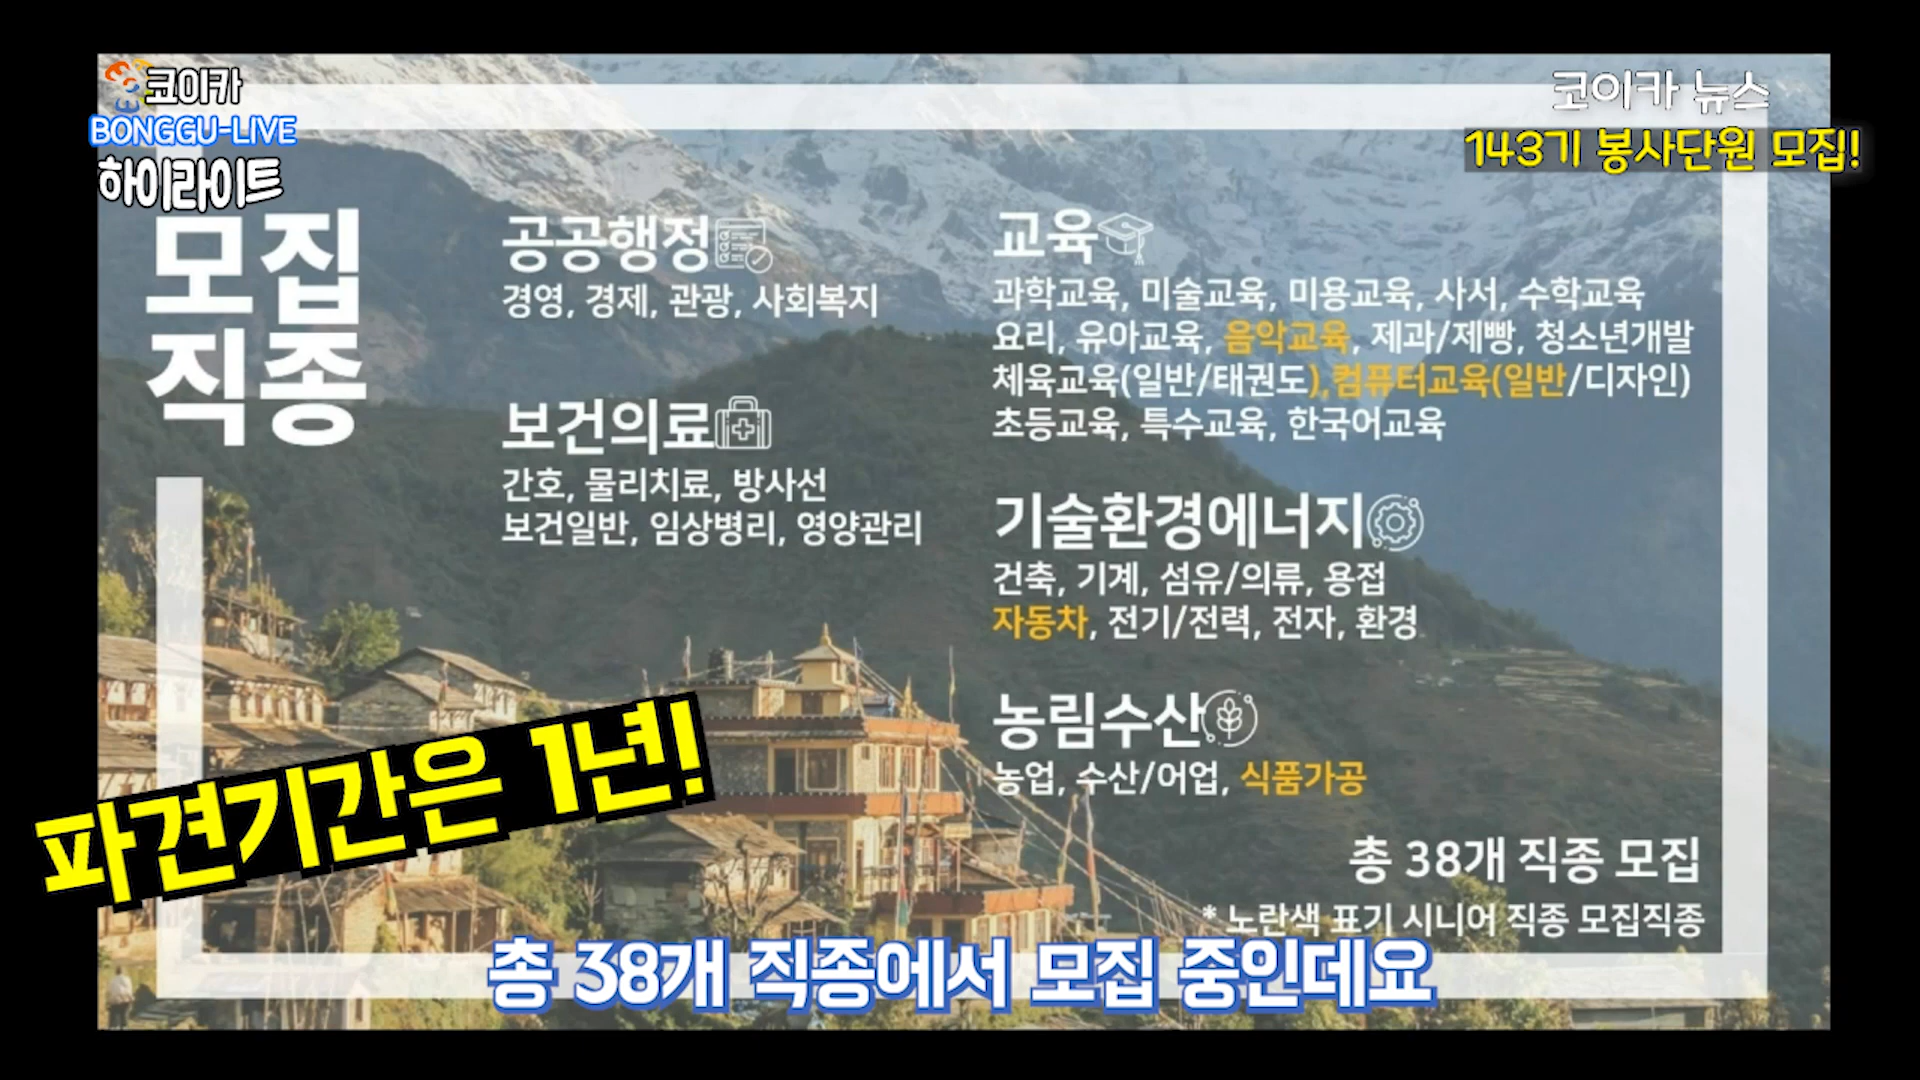 코이카
BONGGU-LIVE
하이라이트
코이카 뉴스
143기 봉사단원 모집!
모집
직종
공공행정
경영, 경제, 관광, 사회복지
보건의료
간호, 물리치료, 방사선
보건일반, 임상병리, 영양관리
교육
과학교육, 미술교육, 미용교육, 사서, 수학교육
요리, 유아교육, 음악교육, 제과/제빵, 청소년개발
체육교육(일반/태권도),컴퓨터교육(일반/디자인)
초등교육, 특수교육, 한국어교육
기술환경에너지
건축, 기계, 섬유/의류, 용접
자동차, 전기/전력, 전자, 환경
농림수산
농업, 수산/어업, 식품가공
총 38개 직종 모집
* 노란색 표기 시니어 직종 모집직종
파견기간은 1년!
총 38개 직종에서 모집 중인데요